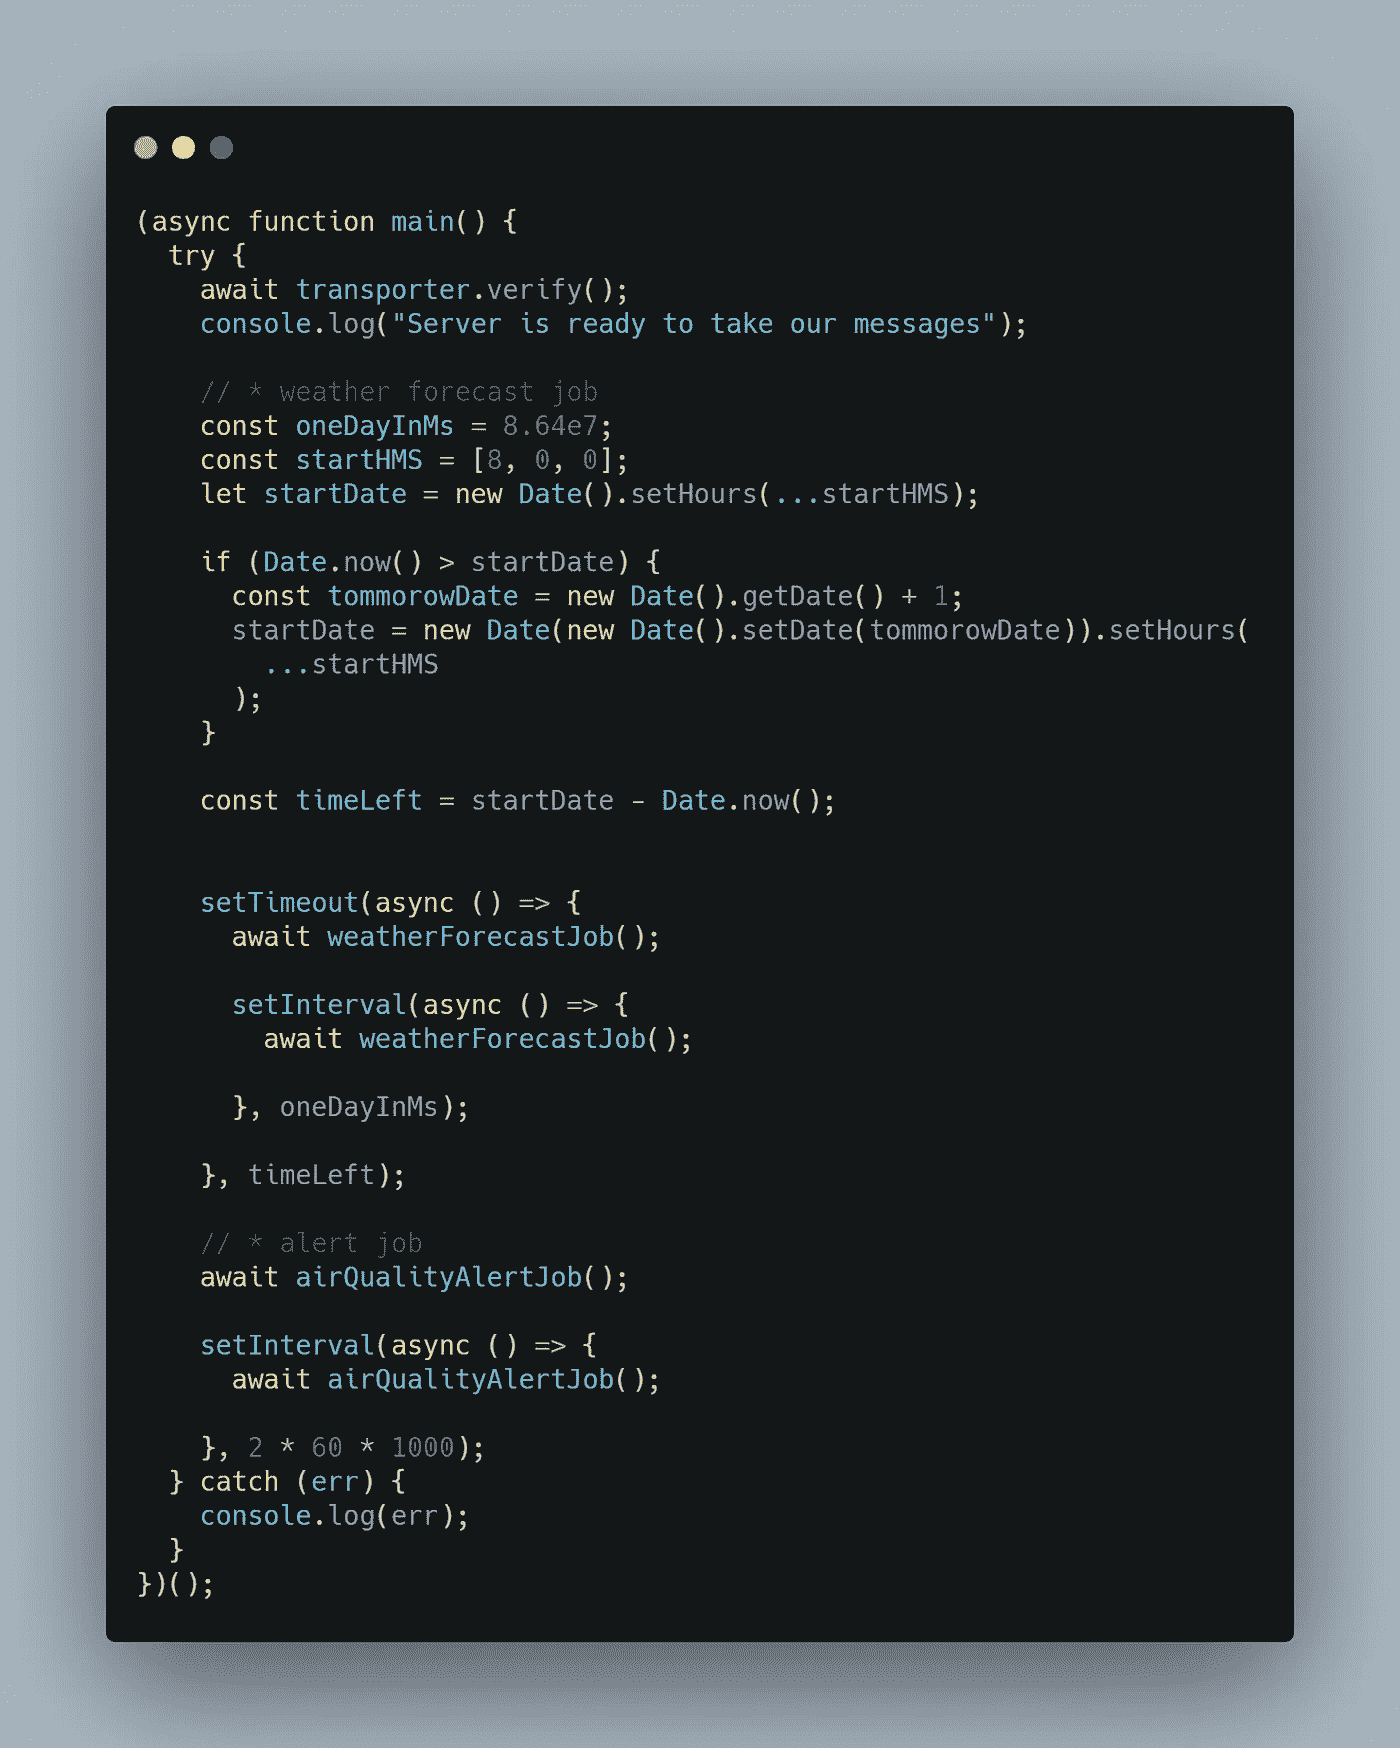 (async function main() {
  try {
    await transporter.verify();
    console.log("Server is ready to take our messages");

    // * weather forecast job
    const oneDayInMs = 8.64e7;
    const startHMS = [8, 0, 0];
    let startDate = new Date().setHours(...startHMS);

    if (Date.now() > startDate) {
      const tommorowDate = new Date().getDate() + 1;
      startDate = new Date(new Date().setDate(tommorowDate)).setHours(
        ...startHMS
      );
    }

    const timeLeft = startDate - Date.now();


    setTimeout(async () => {
      await weatherForecastJob();

      setInterval(async () => {
        await weatherForecastJob();

      }, oneDayInMs);

    }, timeLeft);

    // * alert job
    await airQualityAlertJob();

    setInterval(async () => {
      await airQualityAlertJob();

    }, 2 * 60 * 1000);
  } catch (err) {
    console.log(err);
  }
})();